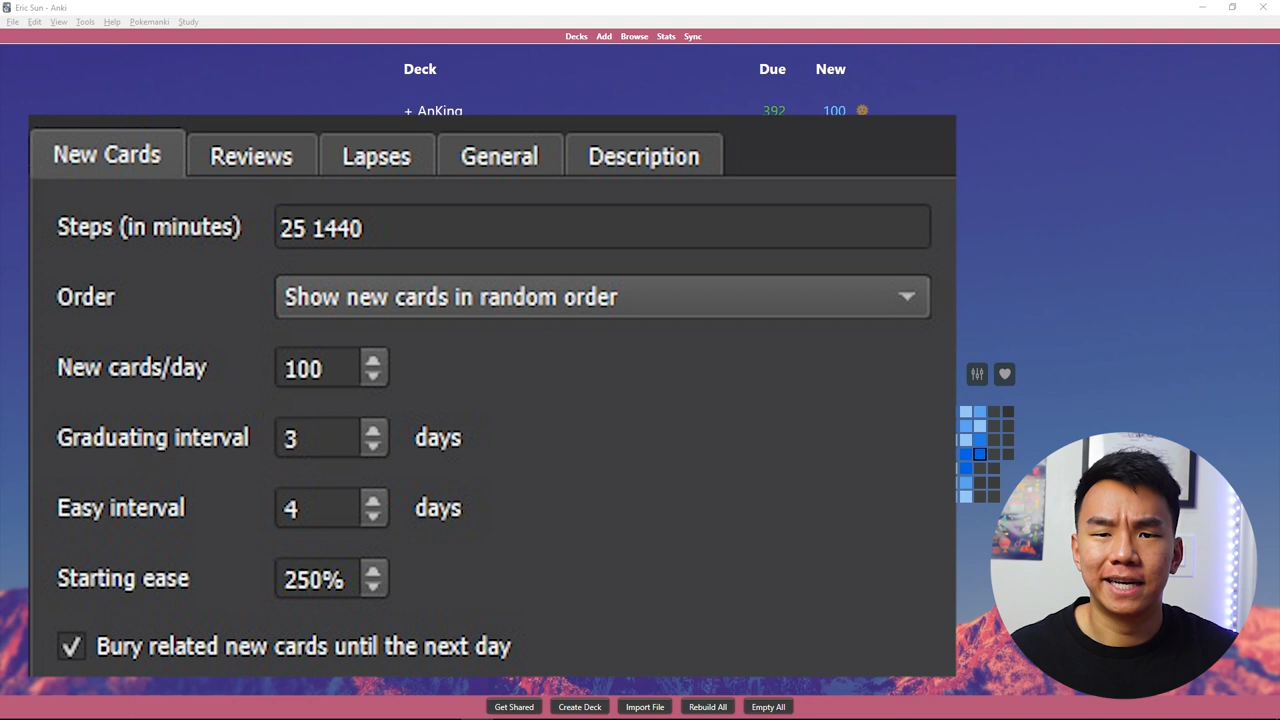 Eric Sun - Anki
File Edit View Tools Help Pokemanki Study
Decks Add Browse Stats Sync
Deck Due New
+ AnKing 392 100
New Cards Reviews Lapses General Description
Steps (in minutes) 25 1440
Order Show new cards in random order
New cards/day 100
Graduating interval 3 days
Easy interval 4 days
Starting ease 250%
Bury related new cards until the next day
Get Shared Create Deck Import File Rebuild All Empty All